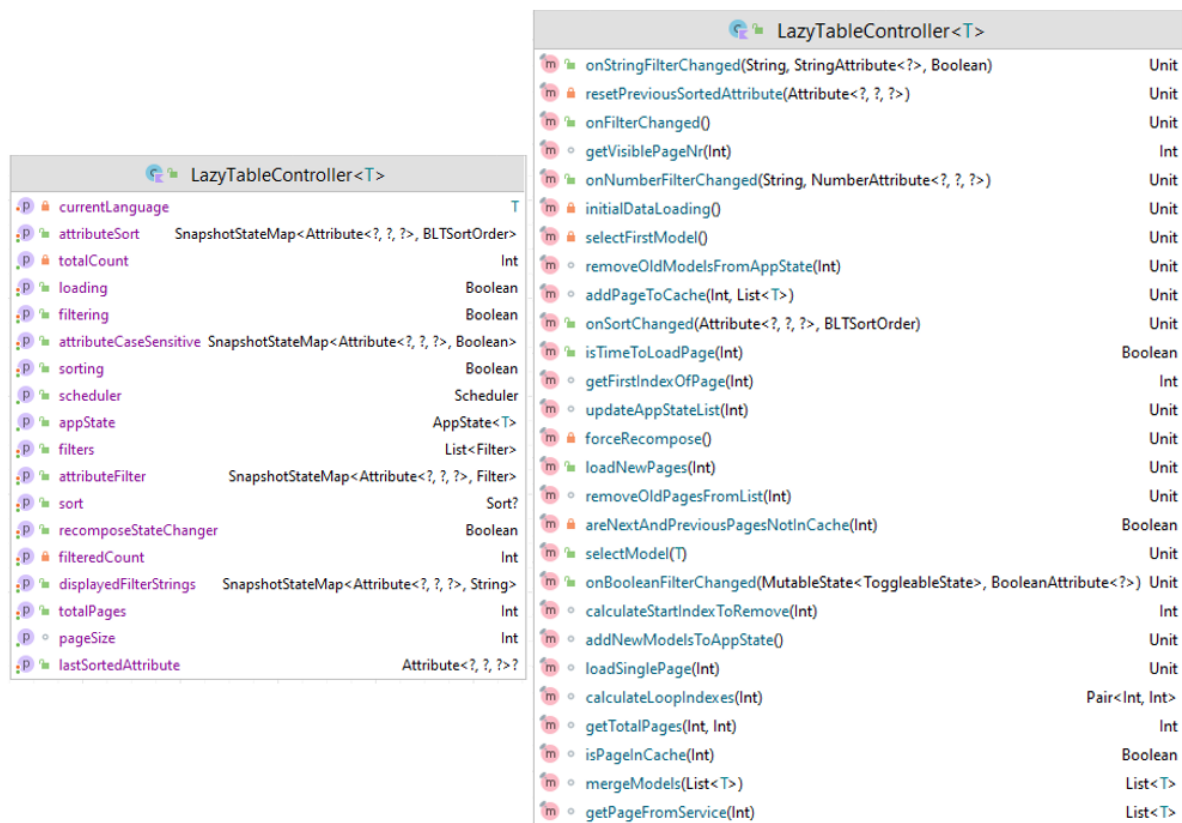 LazyTableController<T>
currentLanguage T
attributeSort SnapshotStateMap<Attribute<?, ?, ?>, BLTSortOrder>
totalCount Int
loading Boolean
filtering Boolean
attributeCaseSensitive SnapshotStateMap<Attribute<?, ?, ?>, Boolean>
sorting Boolean
scheduler Scheduler
appState AppState<T>
filters List<Filter>
attributeFilter SnapshotStateMap<Attribute<?, ?, ?>, Filter>
sort Sort?
recomposeStateChanger Boolean
filteredCount Int
displayedFilterStrings SnapshotStateMap<Attribute<?, ?, ?>, String>
totalPages Int
pageSize Int
lastSortedAttribute Attribute<?, ?, ?>?
LazyTableController<T>
onStringFilterChanged(String, StringAttribute<?>, Boolean) Unit
resetPreviousSortedAttribute(Attribute<?, ?, ?>) Unit
onFilterChanged() Unit
getVisiblePageNr(Int) Int
onNumberFilterChanged(String, NumberAttribute<?, ?, ?>) Unit
initialDataLoading() Unit
selectFirstModel() Unit
removeOldModelsFromAppState(Int) Unit
addPageToCache(Int, List<T>) Unit
onSortChanged(Attribute<?, ?, ?>, BLTSortOrder) Unit
isTimeToLoadPage(Int) Boolean
getFirstIndexOfPage(Int) Int
updateAppStateList(Int) Unit
forceRecompose() Unit
loadNewPages(Int) Unit
removeOldPagesFromList(Int) Unit
areNextAndPreviousPagesNotInCache(Int) Boolean
selectModel(T) Unit
onBooleanFilterChanged(MutableState<ToggleableState>, BooleanAttribute<?>) Unit
calculateStartIndexToRemove(Int) Int
addNewModelsToAppState() Unit
loadSinglePage(Int) Unit
calculateLoopIndexes(Int) Pair<Int, Int>
getTotalPages(Int, Int) Int
isPageInCache(Int) Boolean
mergeModels(List<T>) List<T>
getPageFromService(Int) List<T>